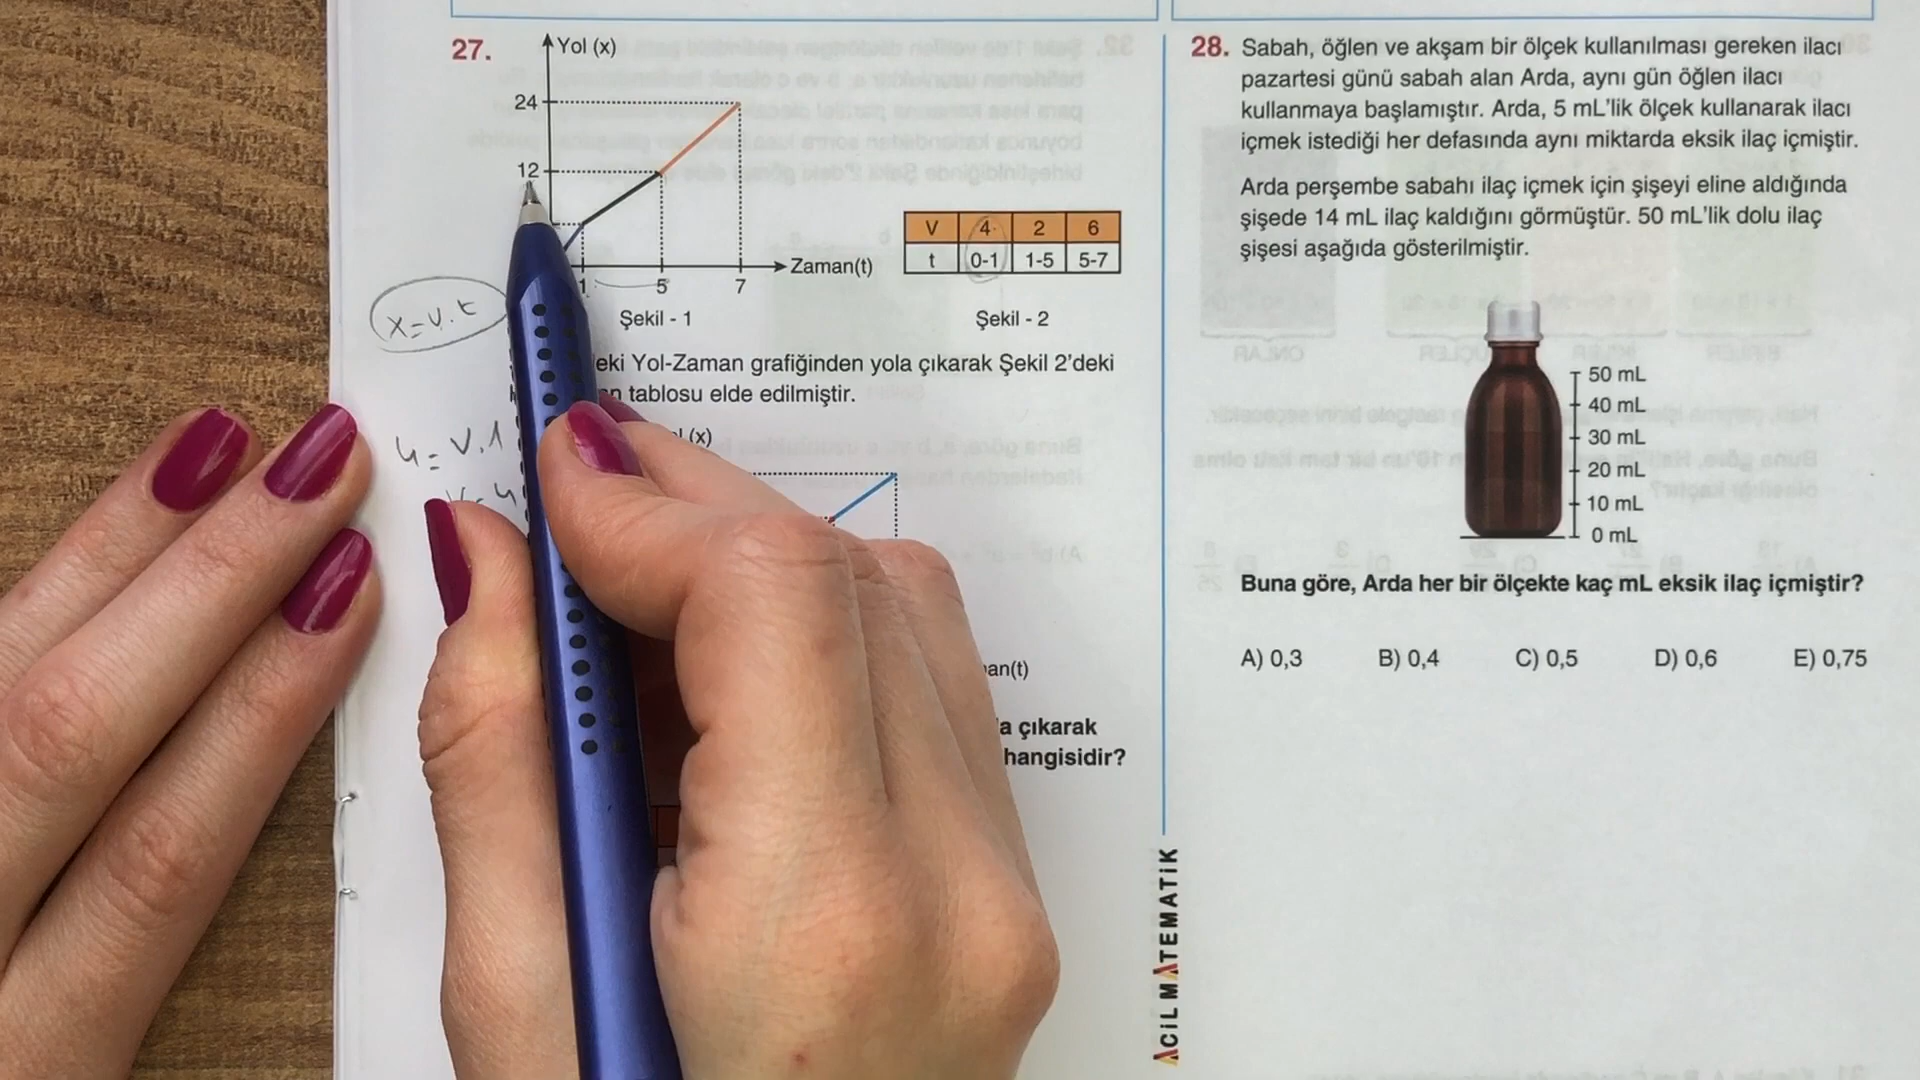 27.
Yol (x)
24
12
1
5
7
Zaman(t)
Şekil - 1
V 4 2 6
t 0-1 1-5 5-7
Şekil - 2
x=v.t
Yol-Zaman grafiğinden yola çıkarak Şekil 2'deki
tablosu elde edilmiştir.
4=v.1
v=4
(x)
çıkarak
hangisidir?
28. Sabah, öğlen ve akşam bir ölçek kullanılması gereken ilacı
pazartesi günü sabah alan Arda, aynı gün öğlen ilacı
kullanmaya başlamıştır. Arda, 5 mL'lik ölçek kullanarak ilacı
içmek istediği her defasında aynı miktarda eksik ilaç içmiştir.
Arda perşembe sabahı ilaç içmek için şişeyi eline aldığında
şişede 14 mL ilaç kaldığını görmüştür. 50 mL'lik dolu ilaç
şişesi aşağıda gösterilmiştir.
50 mL
40 mL
30 mL
20 mL
10 mL
0 mL
Buna göre, Arda her bir ölçekte kaç mL eksik ilaç içmiştir?
A) 0,3 B) 0,4 C) 0,5 D) 0,6 E) 0,75
ACİL MATEMATİK